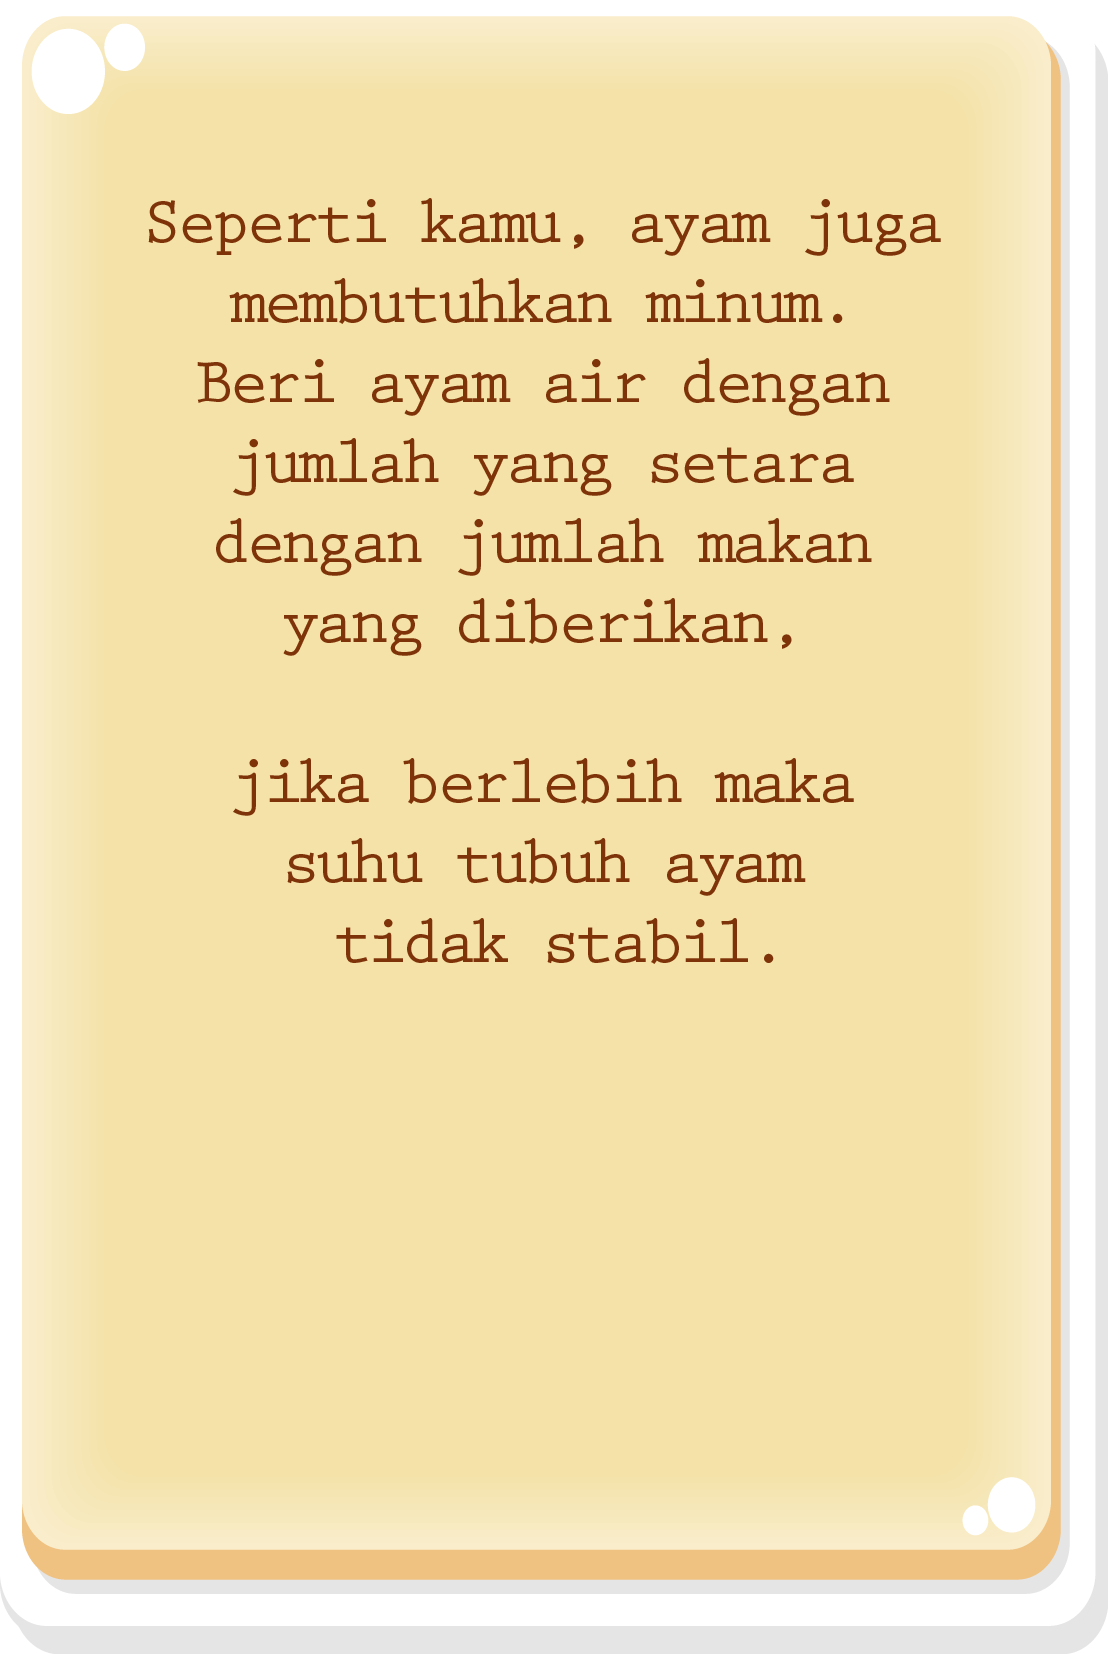 Seperti kamu, ayam juga
membutuhkan minum.
Beri ayam air dengan
jumlah yang setara
dengan jumlah makan
yang diberikan,
jika berlebih maka
suhu tubuh ayam
tidak stabil.